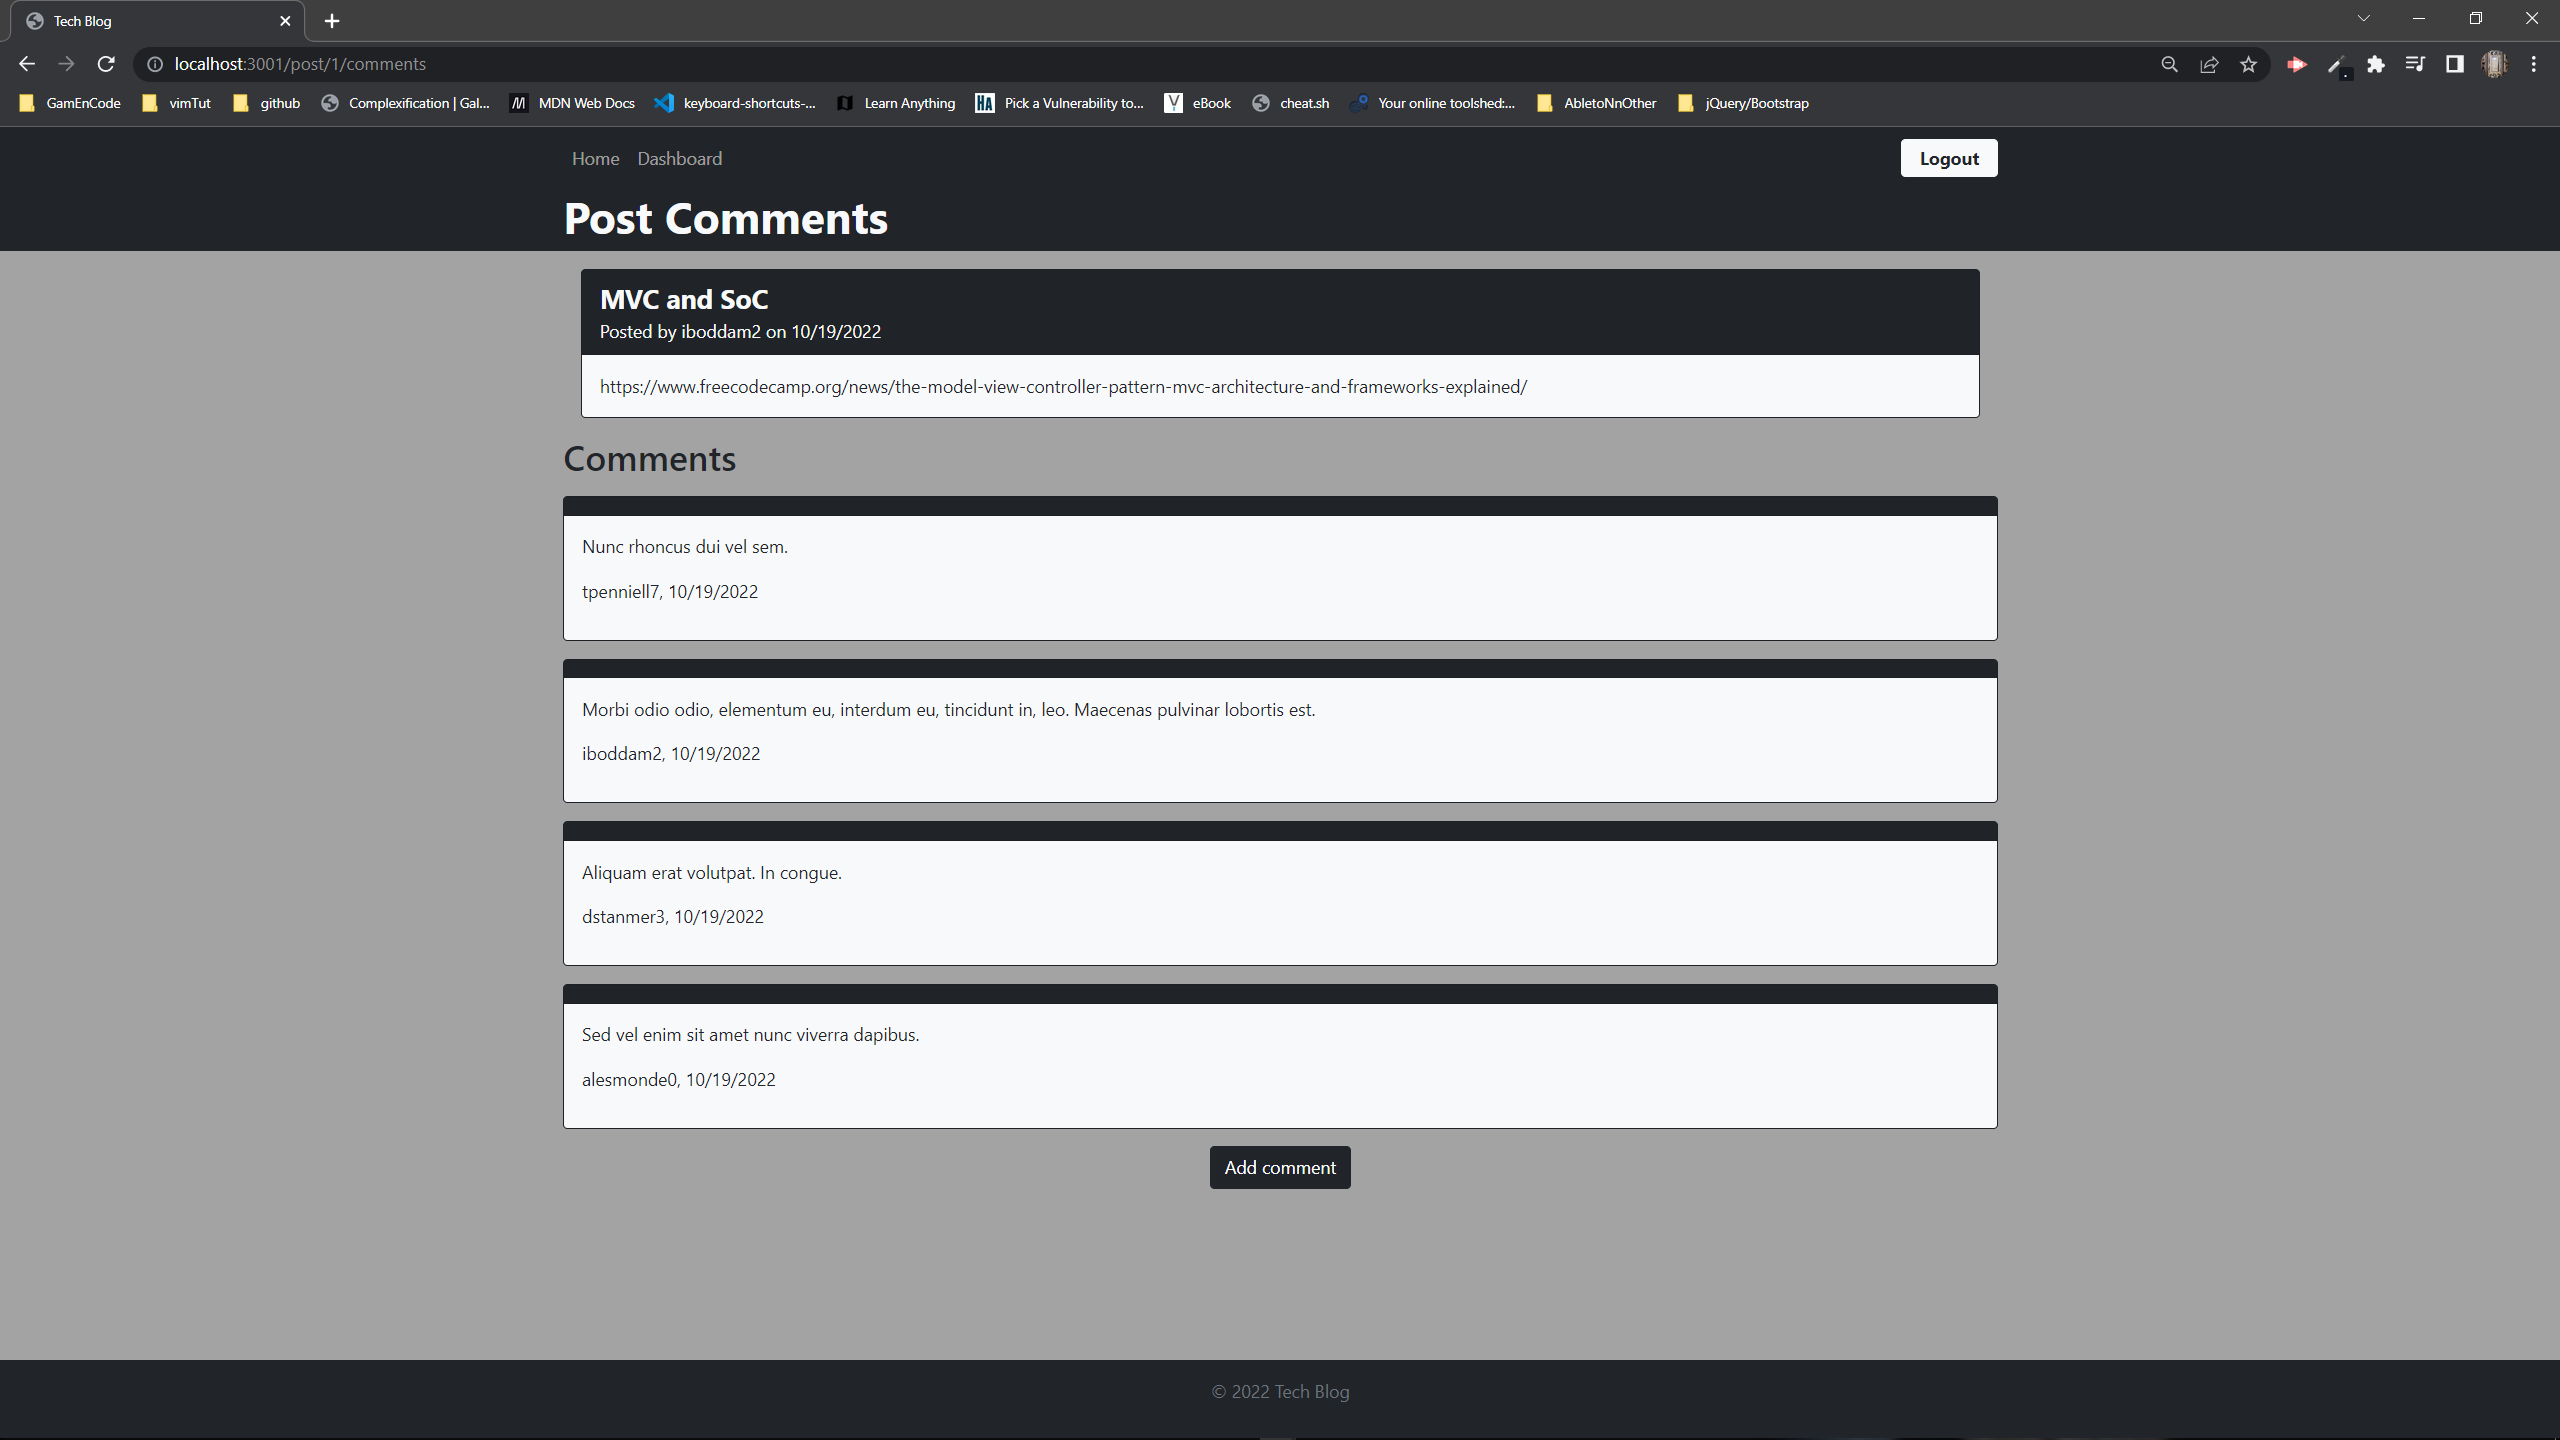 Tech Blog
localhost:3001/post/1/comments
GamEnCode vimTut github Complexification | Gal... MDN Web Docs keyboard-shortcuts-... Learn Anything HA Pick a Vulnerability to... eBook cheat.sh Your online toolshed:... AbletoNnOther jQuery/Bootstrap
Home Dashboard Logout
Post Comments
MVC and SoC
Posted by iboddam2 on 10/19/2022
https://www.freecodecamp.org/news/the-model-view-controller-pattern-mvc-architecture-and-frameworks-explained/
Comments
Nunc rhoncus dui vel sem.
tpenniell7, 10/19/2022
Morbi odio odio, elementum eu, interdum eu, tincidunt in, leo. Maecenas pulvinar lobortis est.
iboddam2, 10/19/2022
Aliquam erat volutpat. In congue.
dstanmer3, 10/19/2022
Sed vel enim sit amet nunc viverra dapibus.
alesmonde0, 10/19/2022
Add comment
© 2022 Tech Blog